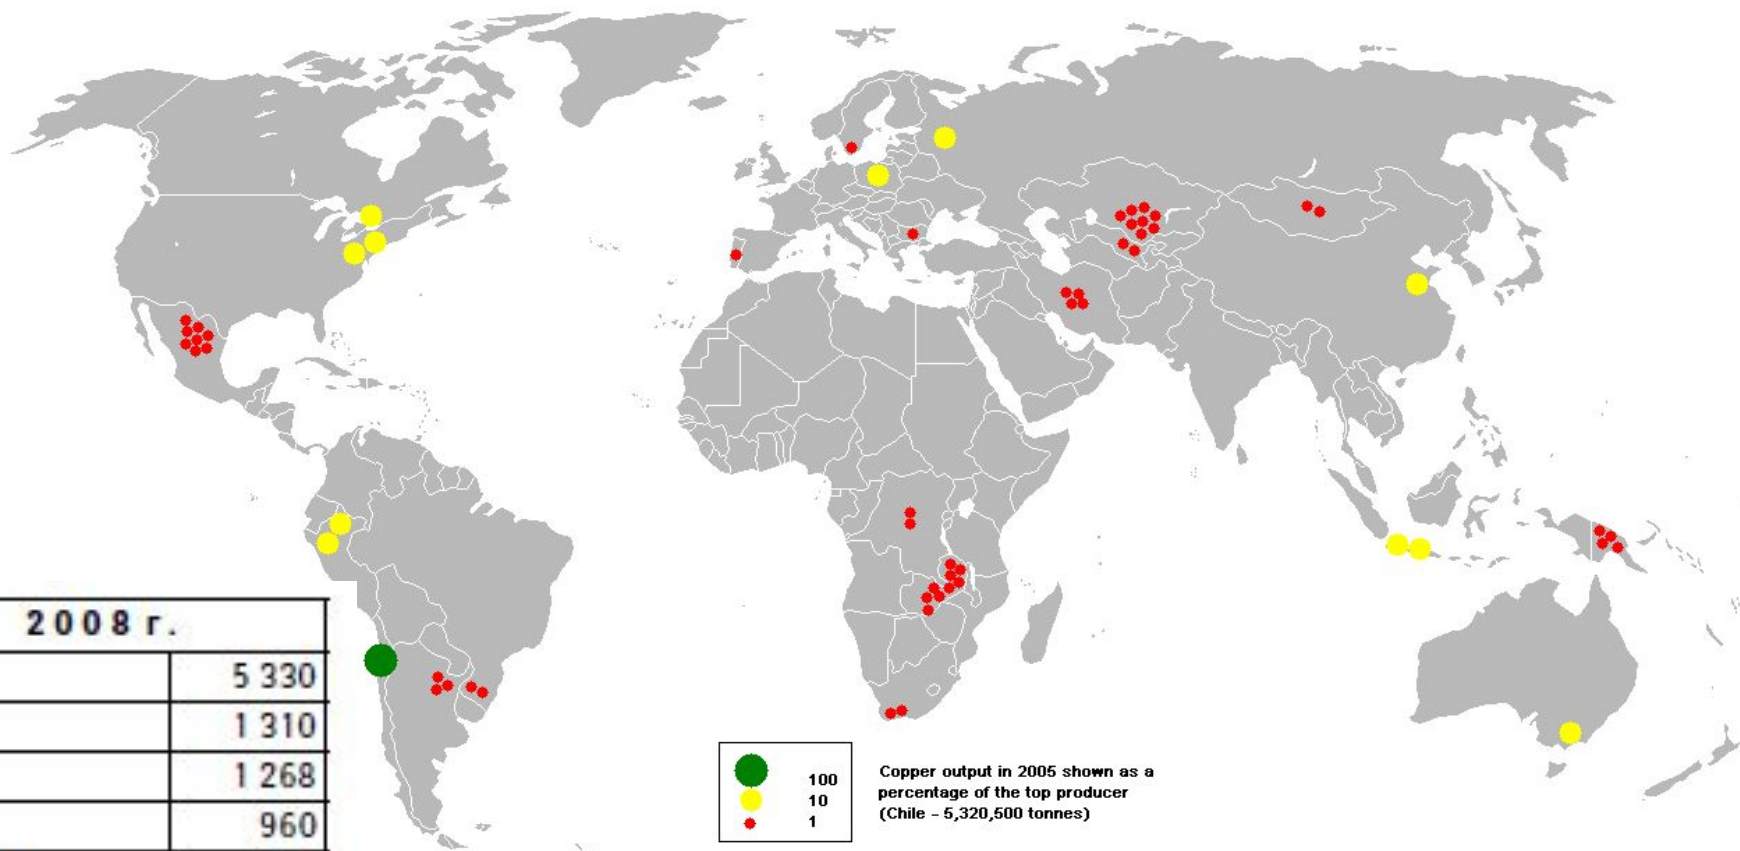 2008 г.
5 330
1 310
1 268
960
100
10
1
Copper output in 2005 shown as a
percentage of the top producer
(Chile - 5,320,500 tonnes)